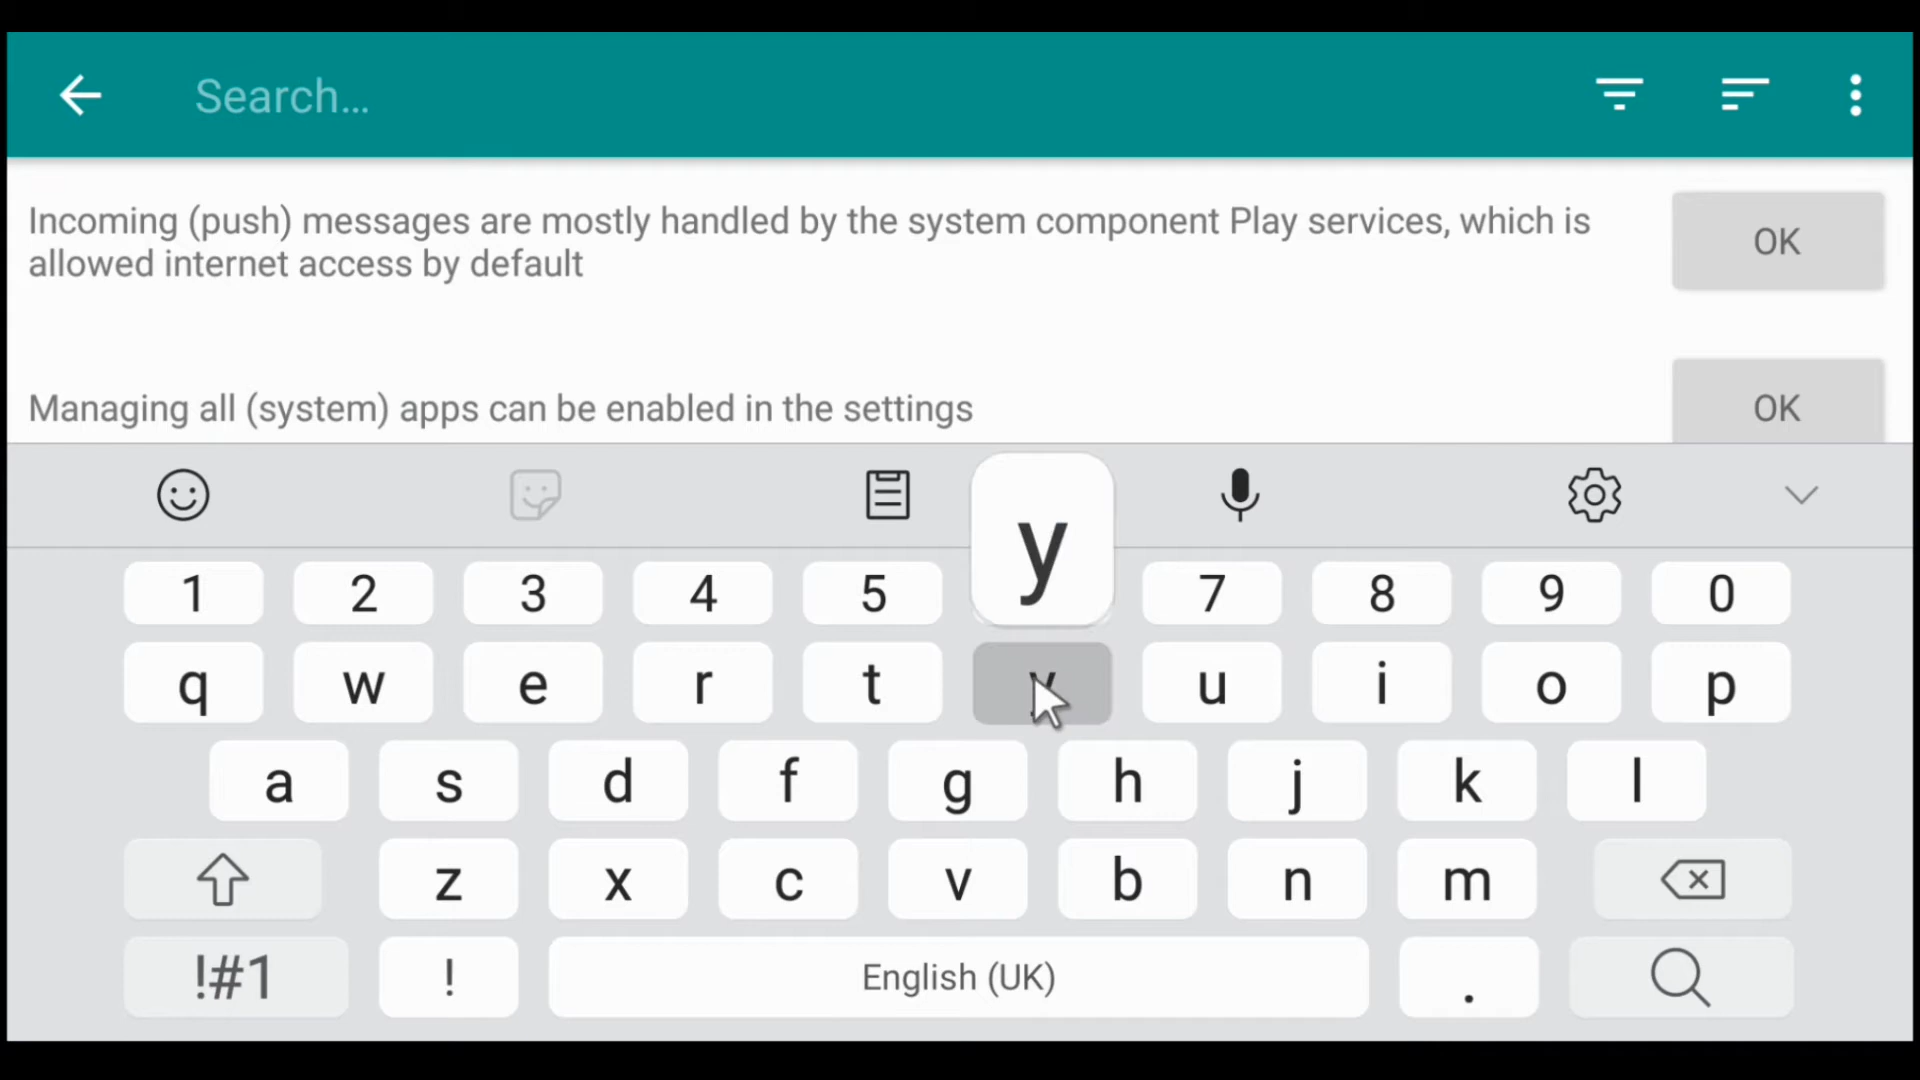 Search...
Incoming (push) messages are mostly handled by the system component Play services, which is
allowed internet access by default
OK
Managing all (system) apps can be enabled in the settings
OK
y
1 2 3 4 5 7 8 9 0
q w e r t y u i o p
a s d f g h j k l
z x c v b n m
!#1 ! English (UK) .